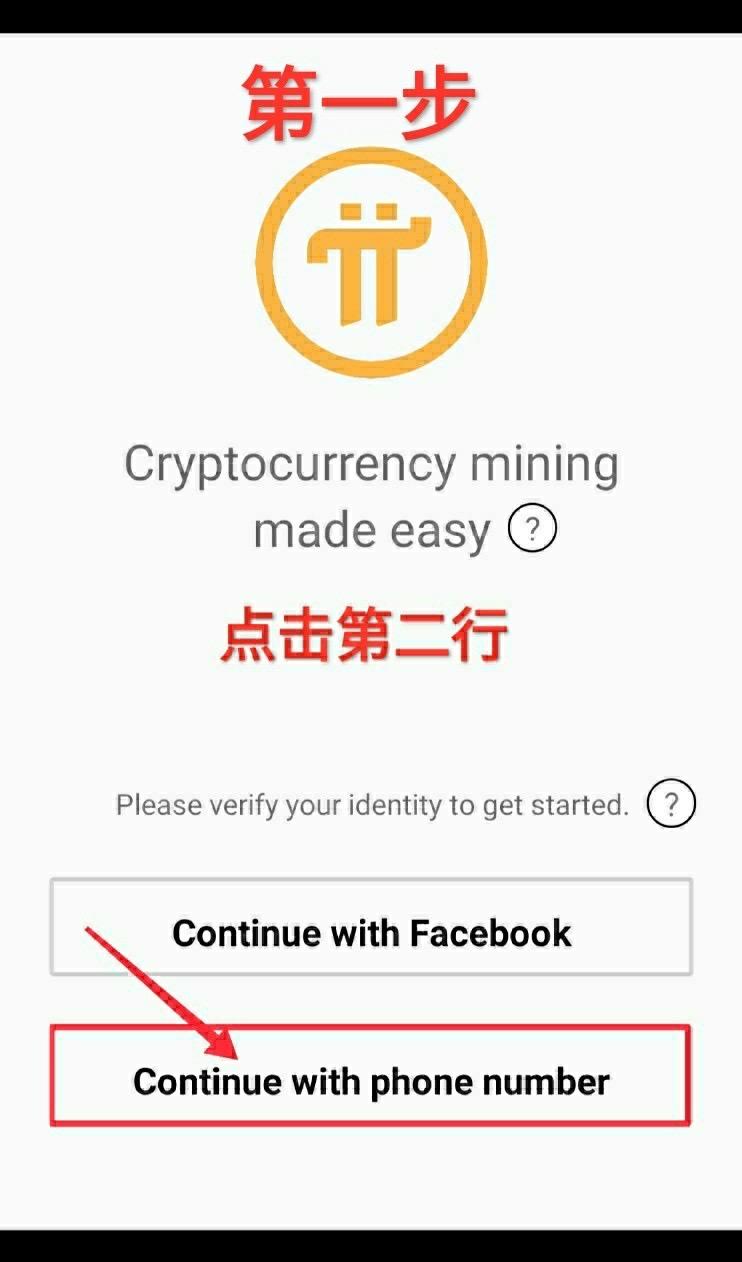 第一步
Cryptocurrency mining
made easy ?
点击第二行
Please verify your identity to get started. ?
Continue with Facebook
Continue with phone number